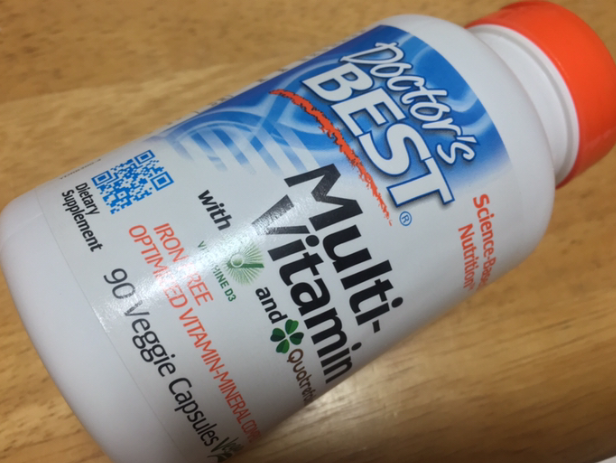 Doctor's
BEST®
Science-Based
Nutrition
Multi-
Vitamin
with
and
IRON FREE
OPTIMIZED VITAMIN-MINERAL
90 Veggie Capsules
Dietary
Supplement